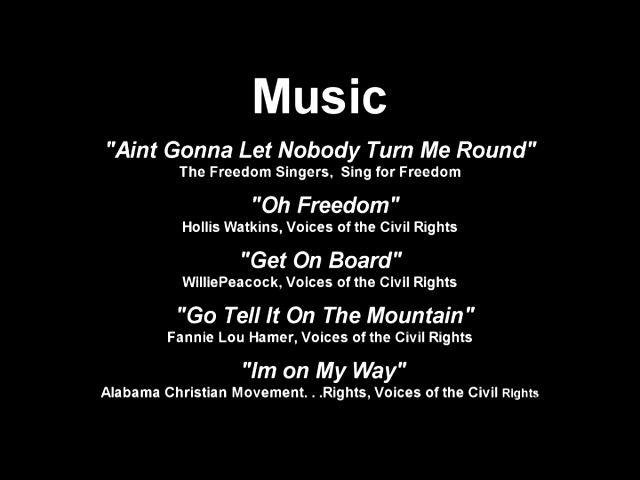 Music
"Aint Gonna Let Nobody Turn Me Round"
The Freedom Singers, Sing for Freedom
"Oh Freedom"
Hollis Watkins, Voices of the Civil Rights
"Get On Board"
WilliePeacock, Voices of the Civil Rights
"Go Tell It On The Mountain"
Fannie Lou Hamer, Voices of the Civil Rights
"Im on My Way"
Alabama Christian Movement. . .Rights, Voices of the Civil Rights